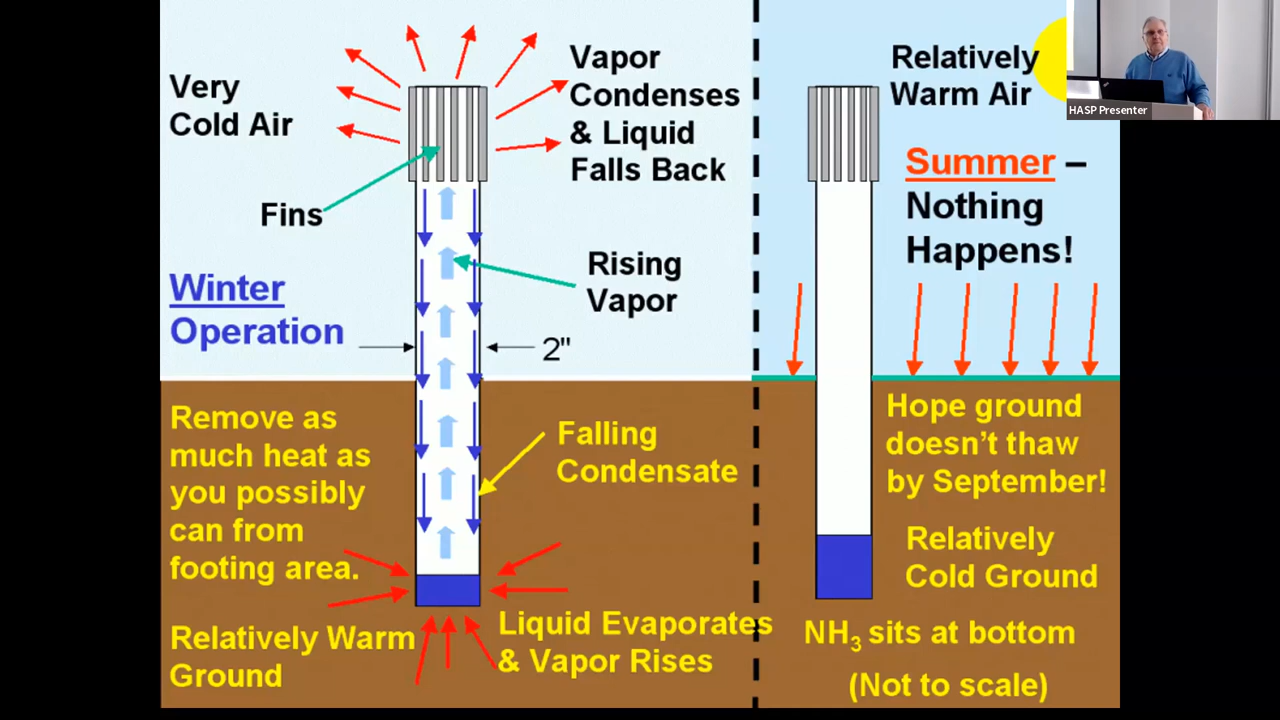 Very
Cold Air
Vapor
Condenses
& Liquid
Falls Back
Fins
Rising
Vapor
Winter
Operation
2"
Remove as
much heat as
you possibly
can from
footing area.
Falling
Condensate
Relatively Warm
Ground
Liquid Evaporates
& Vapor Rises
Relatively
Warm Air
HASP Presenter
Summer –
Nothing
Happens!
Hope ground
doesn't thaw
by September!
Relatively
Cold Ground
NH₃ sits at bottom
(Not to scale)